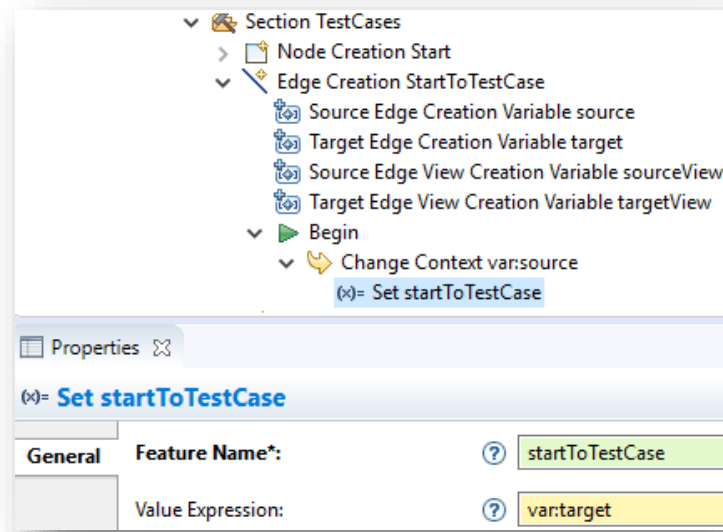 Section TestCases
Node Creation Start
Edge Creation StartToTestCase
Source Edge Creation Variable source
Target Edge Creation Variable target
Source Edge View Creation Variable sourceView
Target Edge View Creation Variable targetView
Begin
Change Context var:source
(x)= Set startToTestCase
Properties
(x)= Set startToTestCase
General Feature Name*: ? startToTestCase
Value Expression: ? var:target